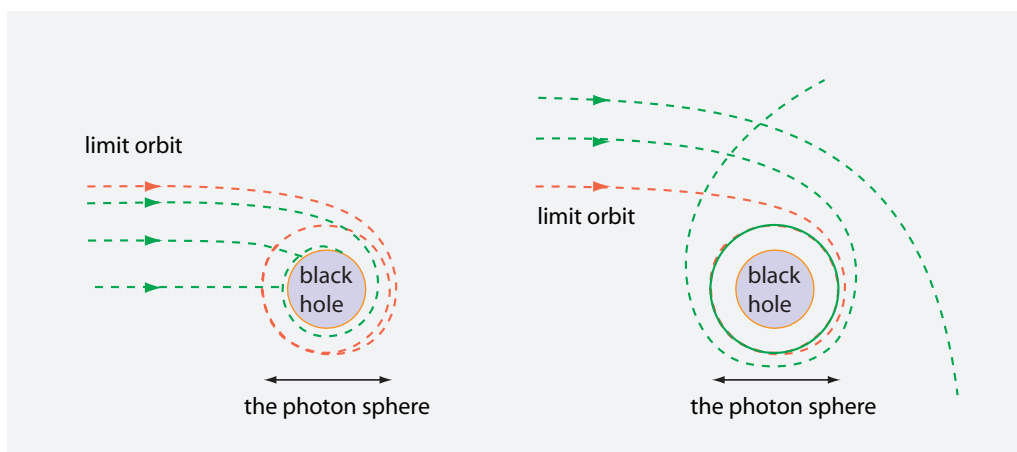 limit orbit
black
hole
the photon sphere
limit orbit
black
hole
the photon sphere